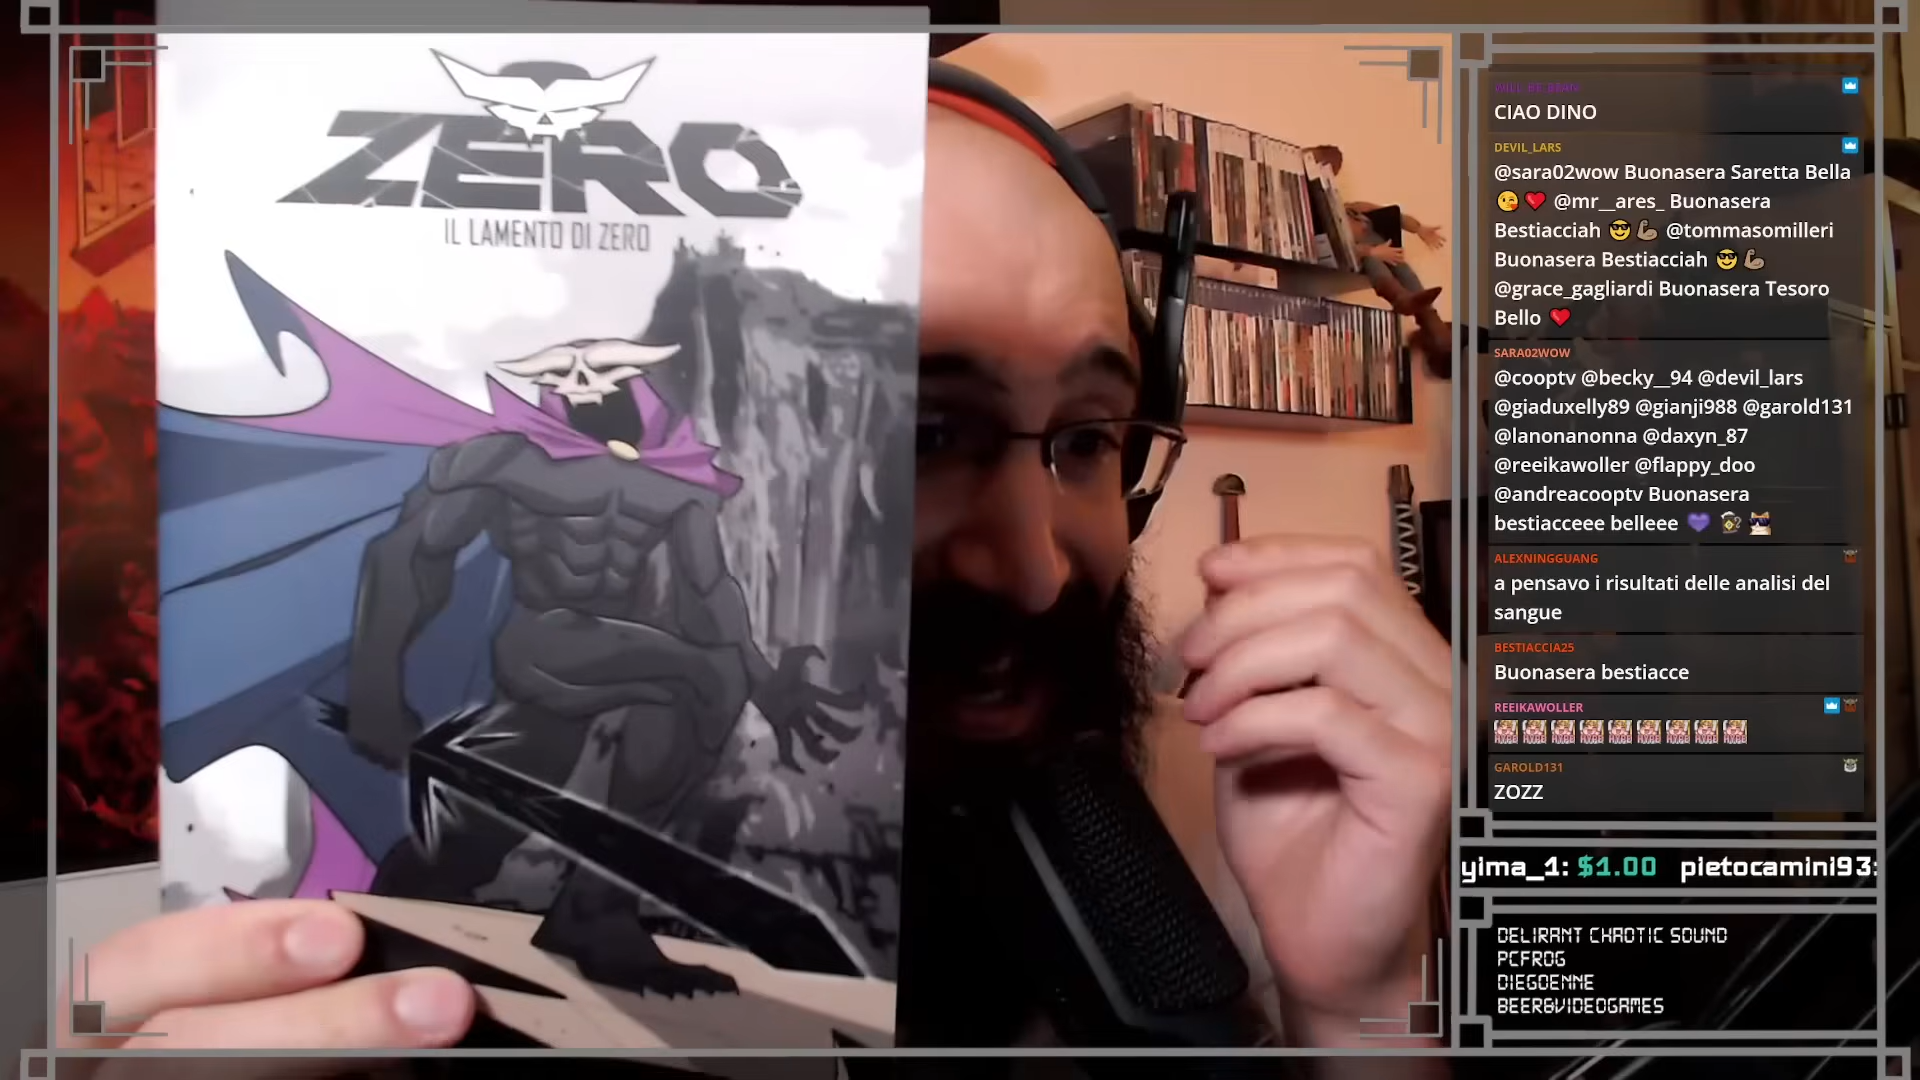 ZERO
IL LAMENTO DI ZERO
CIAO DINO
DEVIL_LARS
@sara02wow Buonasera Saretta Bella
😘 ❤️ @mr__ares_ Buonasera
Bestiacciah 😎 💪🏽 @tommasomilleri
Buonasera Bestiacciah 😎 💪🏽
@grace_gagliardi Buonasera Tesoro
Bello ❤️
SARA02WOW
@cooptv @becky__94 @devil_lars
@giaduxelly89 @gianji988 @garold131
@lanonanonna @daxyn_87
@reeikawoller @flappy_doo
@andreacooptv Buonasera
bestiacceee belleee 💜
ALEXNINGGUANG
a pensavo i risultati delle analisi del
sangue
BESTIACCIA25
Buonasera bestiacce
REEIKAWOLLER
GAROLD131
ZOZZ
yima_1: $1.00 pietocamini93:
DELIRANT CHAOTIC SOUND
PCFROG
DIEGOENNE
BEER&VIDEOGAMES